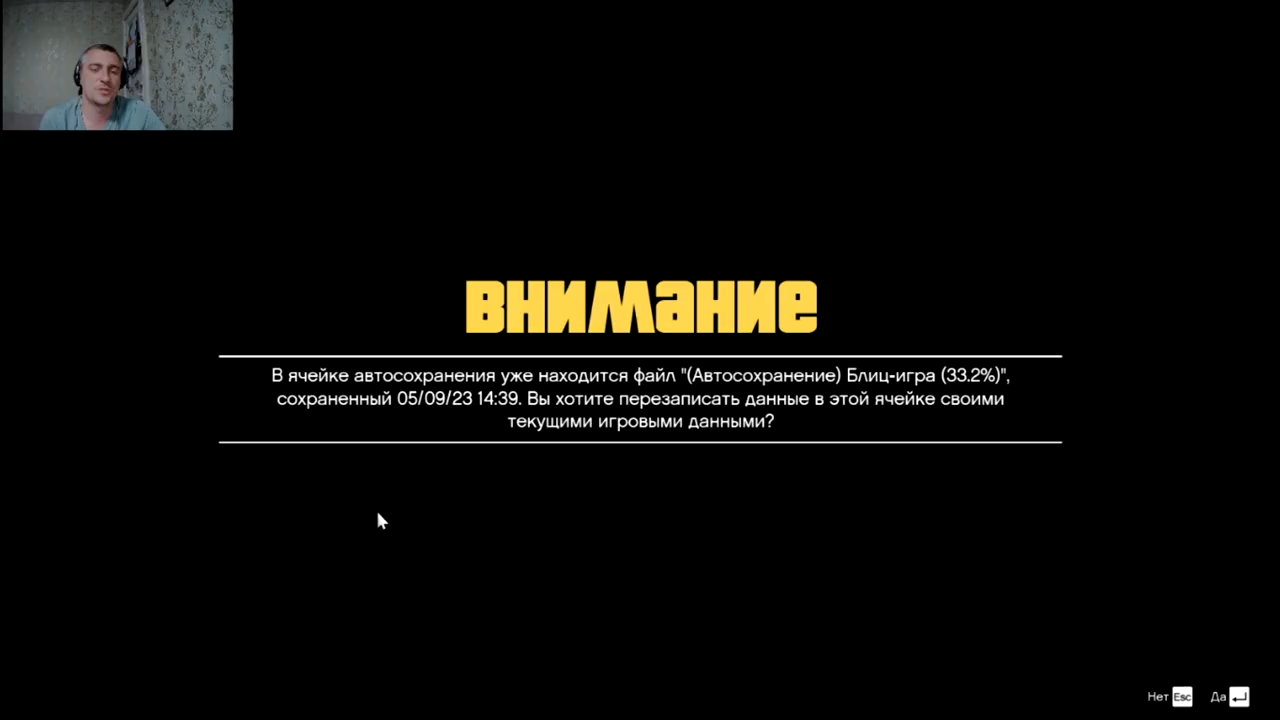 внимание
В ячейке автосохранения уже находится файл "(Автосохранение) Блиц-игра (33.2%)",
сохраненный 05/09/23 14:39. Вы хотите перезаписать данные в этой ячейке своими
текущими игровыми данными?
Нет Esc Да